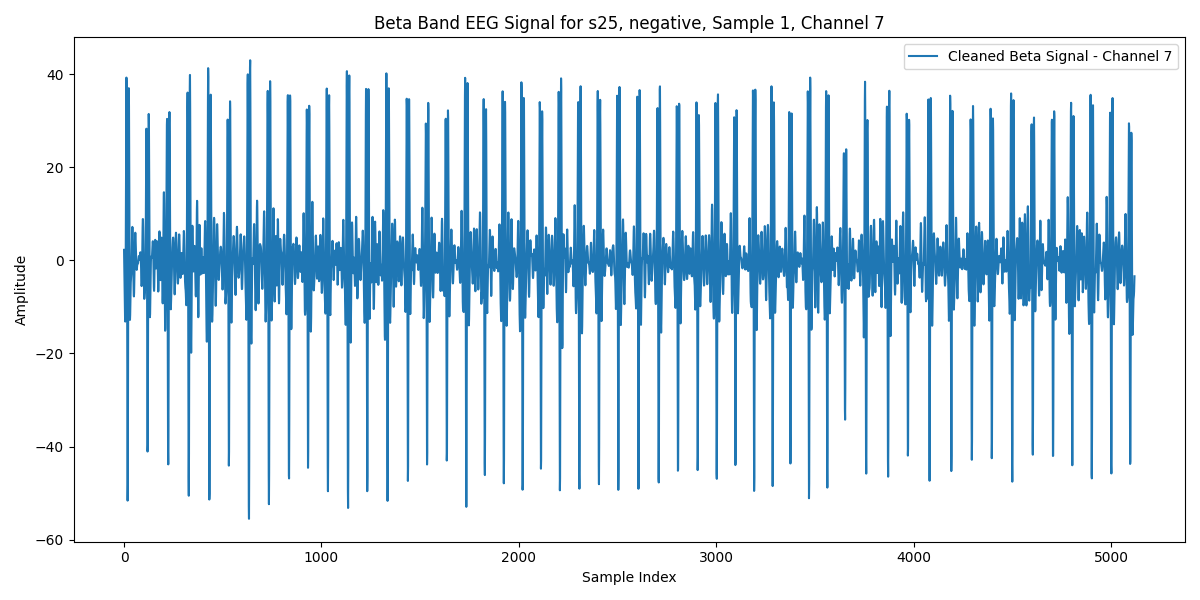 Beta Band EEG Signal for s25, negative, Sample 1, Channel 7
Cleaned Beta Signal - Channel 7
Amplitude
40
20
0
−20
−40
−60
0 1000 2000 3000 4000 5000
Sample Index